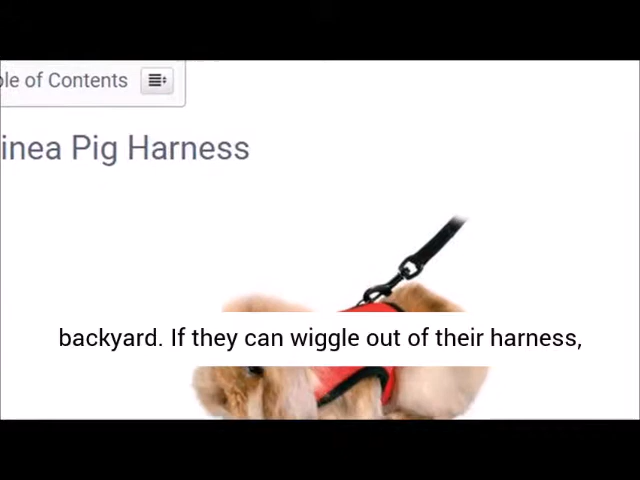 ble of Contents
inea Pig Harness
backyard. If they can wiggle out of their harness,